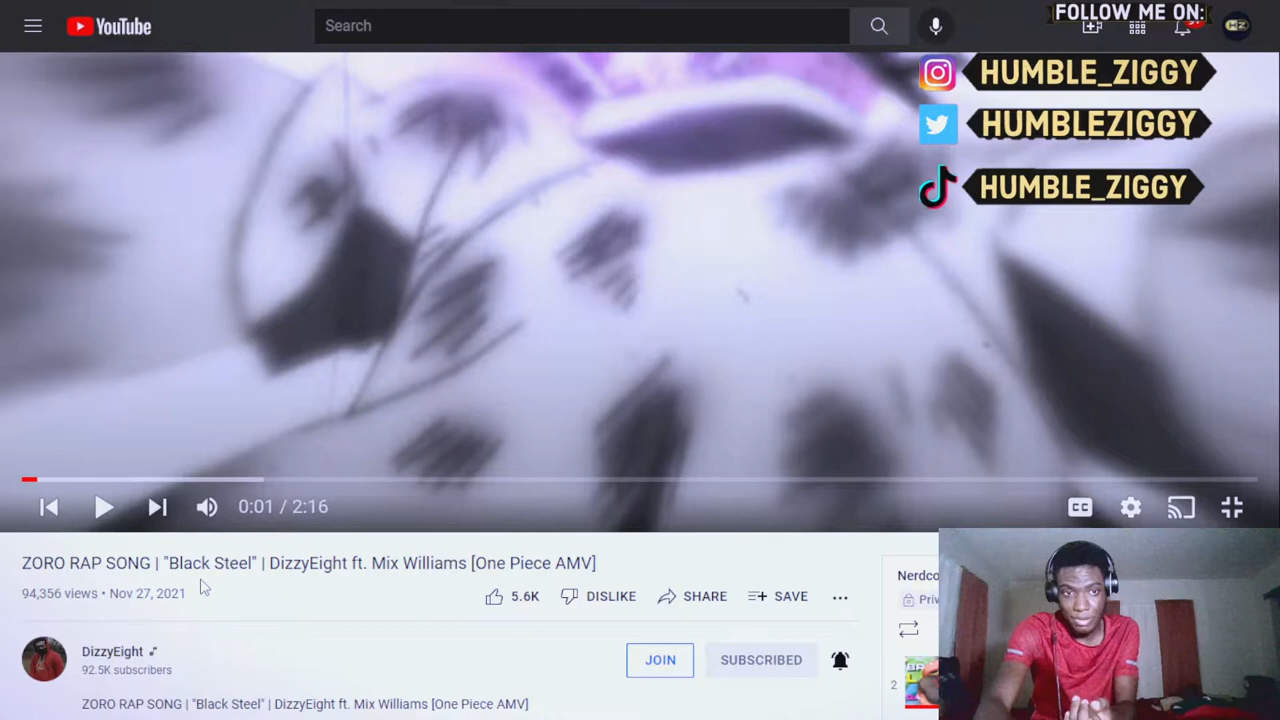 YouTube
Search
FOLLOW ME ON:
HUMBLE_ZIGGY
HUMBLEZIGGY
HUMBLE_ZIGGY
0:01 / 2:16
CC
ZORO RAP SONG | "Black Steel" | DizzyEight ft. Mix Williams [One Piece AMV]
94,356 views • Nov 27, 2021
5.6K
DISLIKE
SHARE
SAVE
Nerdco
Priv
DizzyEight
92.5K subscribers
JOIN
SUBSCRIBED
2
ZORO RAP SONG | "Black Steel" | DizzyEight ft. Mix Williams [One Piece AMV]